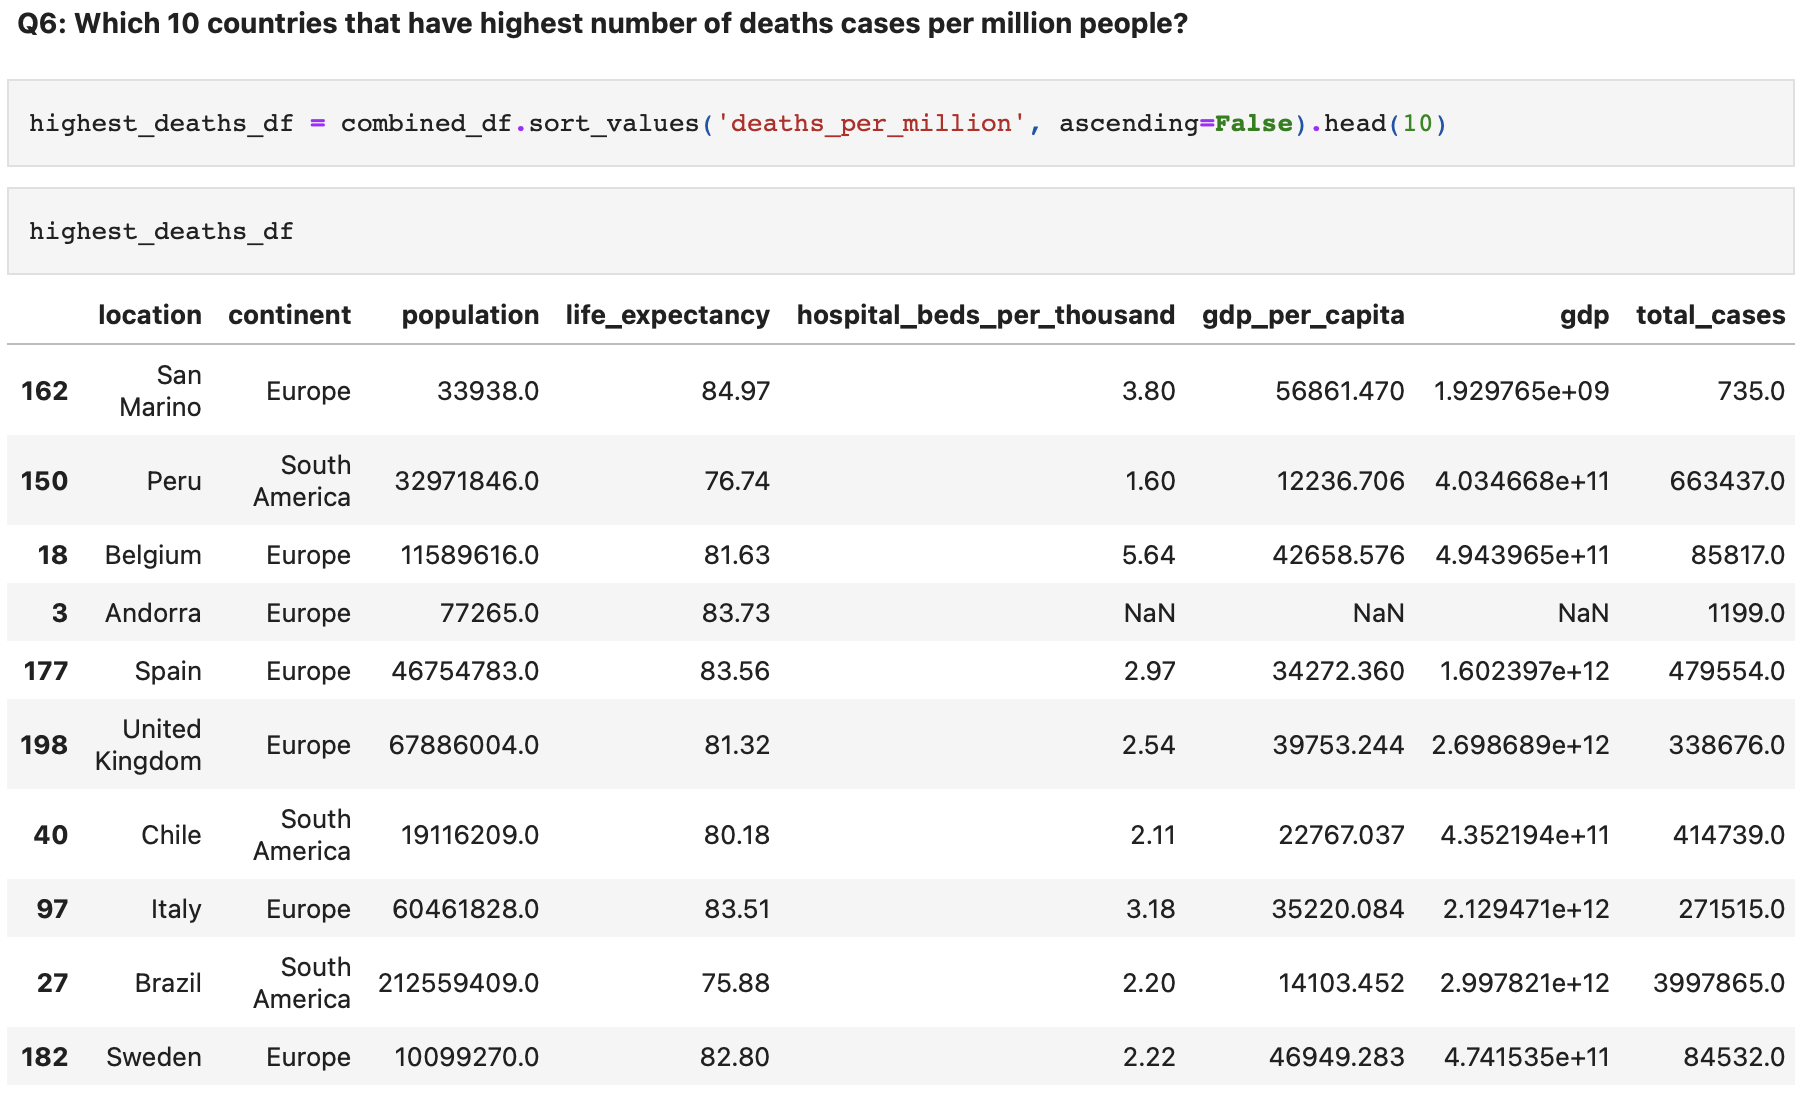 Q6: Which 10 countries that have highest number of deaths cases per million people?
highest_deaths_df = combined_df.sort_values('deaths_per_million', ascending=False).head(10)
highest_deaths_df
location continent population life_expectancy hospital_beds_per_thousand gdp_per_capita gdp total_cases
162 San Marino Europe 33938.0 84.97 3.80 56861.470 1.929765e+09 735.0
150 Peru South America 32971846.0 76.74 1.60 12236.706 4.034668e+11 663437.0
18 Belgium Europe 11589616.0 81.63 5.64 42658.576 4.943965e+11 85817.0
3 Andorra Europe 77265.0 83.73 NaN NaN NaN 1199.0
177 Spain Europe 46754783.0 83.56 2.97 34272.360 1.602397e+12 479554.0
198 United Kingdom Europe 67886004.0 81.32 2.54 39753.244 2.698689e+12 338676.0
40 Chile South America 19116209.0 80.18 2.11 22767.037 4.352194e+11 414739.0
97 Italy Europe 60461828.0 83.51 3.18 35220.084 2.129471e+12 271515.0
27 Brazil South America 212559409.0 75.88 2.20 14103.452 2.997821e+12 3997865.0
182 Sweden Europe 10099270.0 82.80 2.22 46949.283 4.741535e+11 84532.0